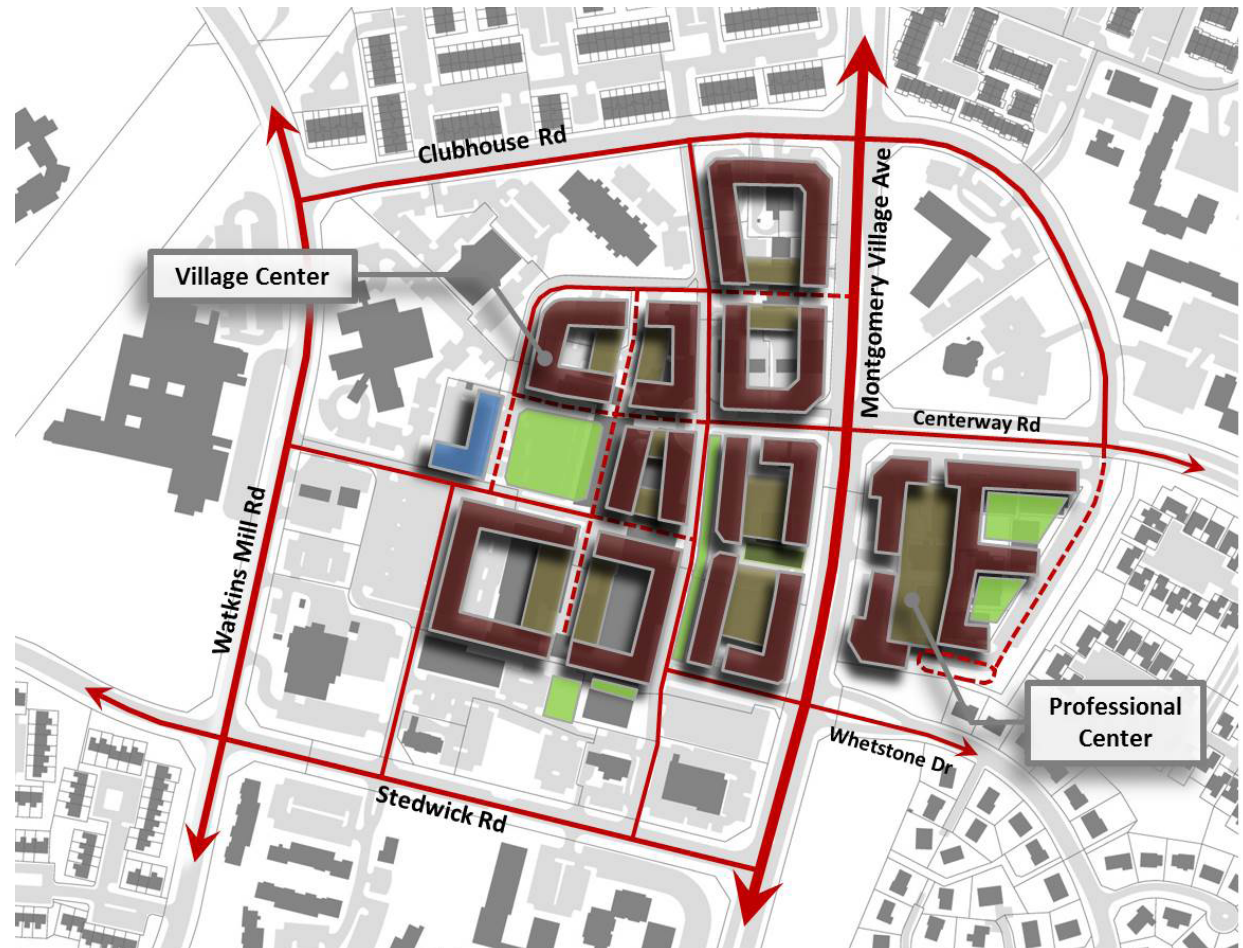 Clubhouse Rd
Village Center
Montgomery Village Ave
Centerway Rd
Watkins Mill Rd
Professional
Center
Whetstone Dr
Stedwick Rd